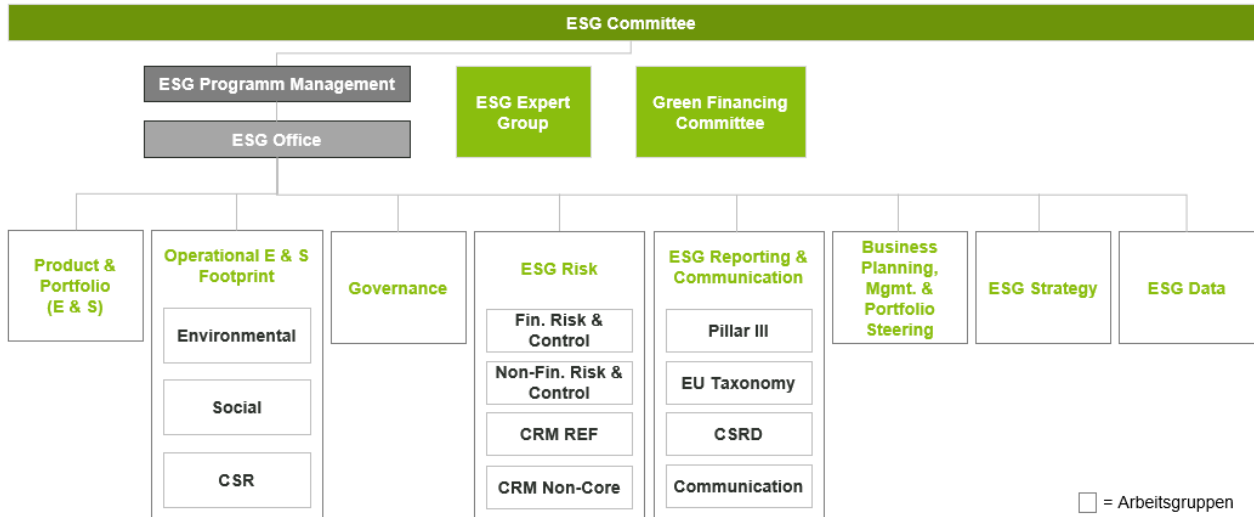 ESG Committee
ESG Programm Management
ESG Office
ESG Expert
Group
Green Financing
Committee
Product &
Portfolio
(E & S)
Operational E & S
Footprint
Environmental
Social
CSR
Governance
ESG Risk
Fin. Risk &
Control
Non-Fin. Risk &
Control
CRM REF
CRM Non-Core
ESG Reporting &
Communication
Pillar III
EU Taxonomy
CSRD
Communication
Business
Planning,
Mgmt. &
Portfolio
Steering
ESG Strategy
ESG Data
= Arbeitsgruppen